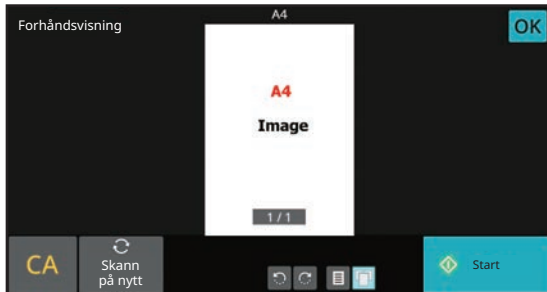 A4
Forhåndsvisning
OK
A4
Image
1 / 1
CA
Skann
på nytt
Start